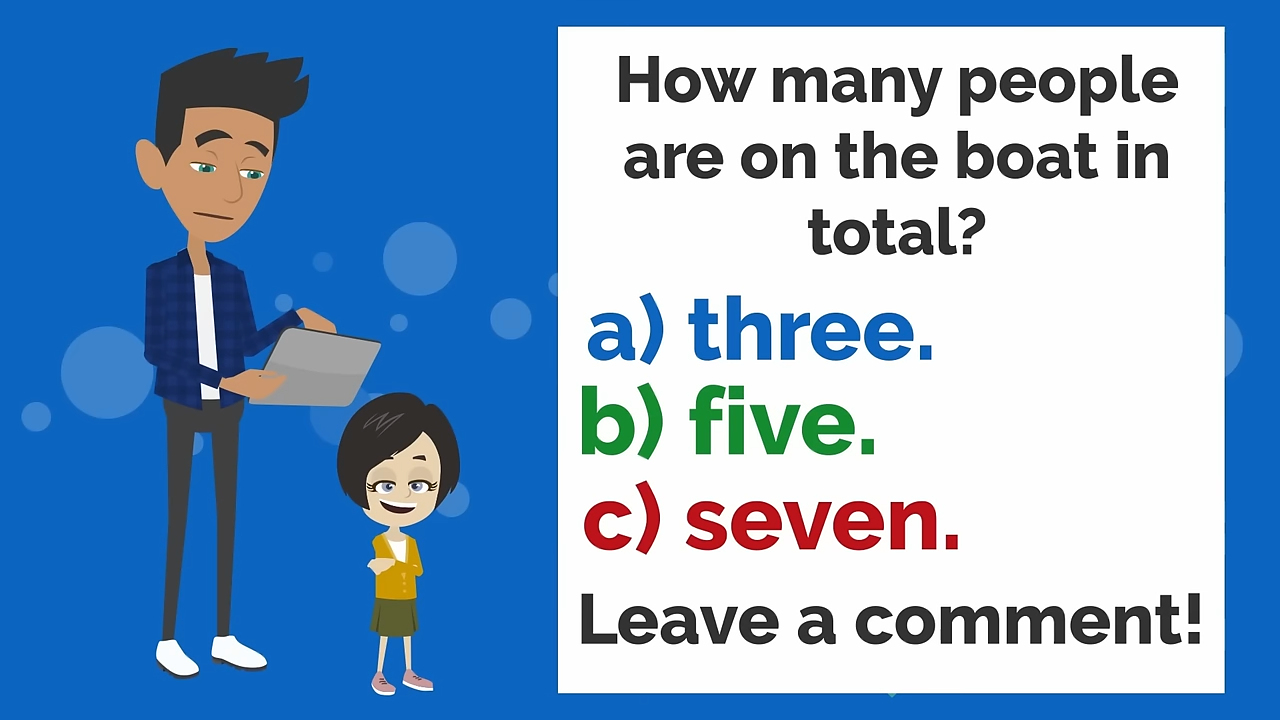 How many people
are on the boat in
total?
a) three.
b) five.
c) seven.
Leave a comment!